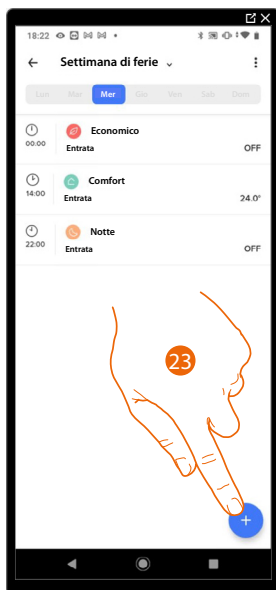 18:22
Settimana di ferie
Lun Mar Mer Gio Ven Sab Dom
Economico
00:00
Entrata OFF
Comfort
14:00
Entrata 24.0°
Notte
22:00
Entrata OFF
23
+